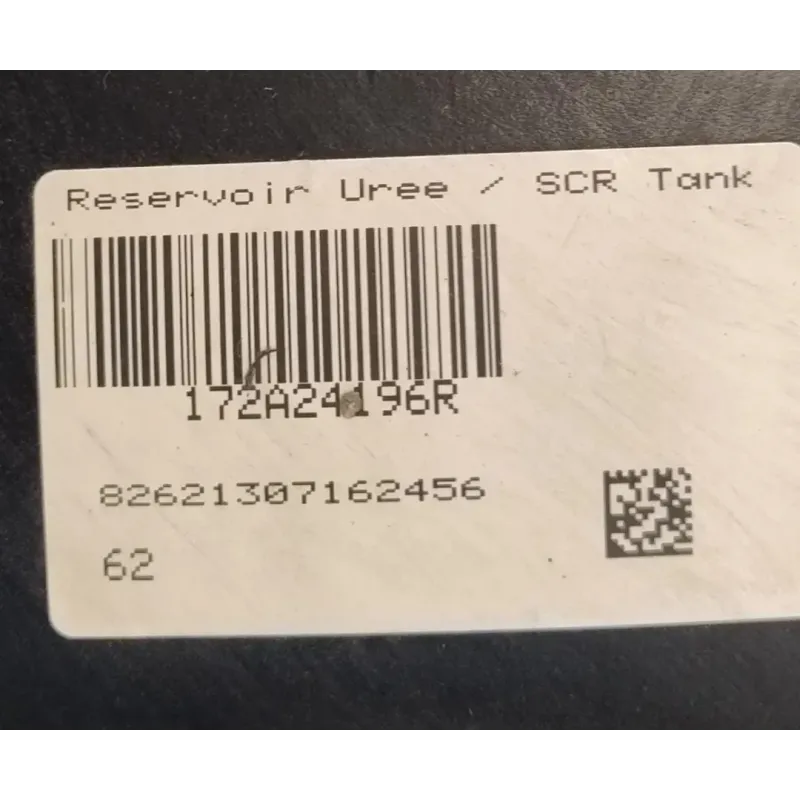 Reservoir Uree / SCR Tank
172A24196R
82621307162456
62